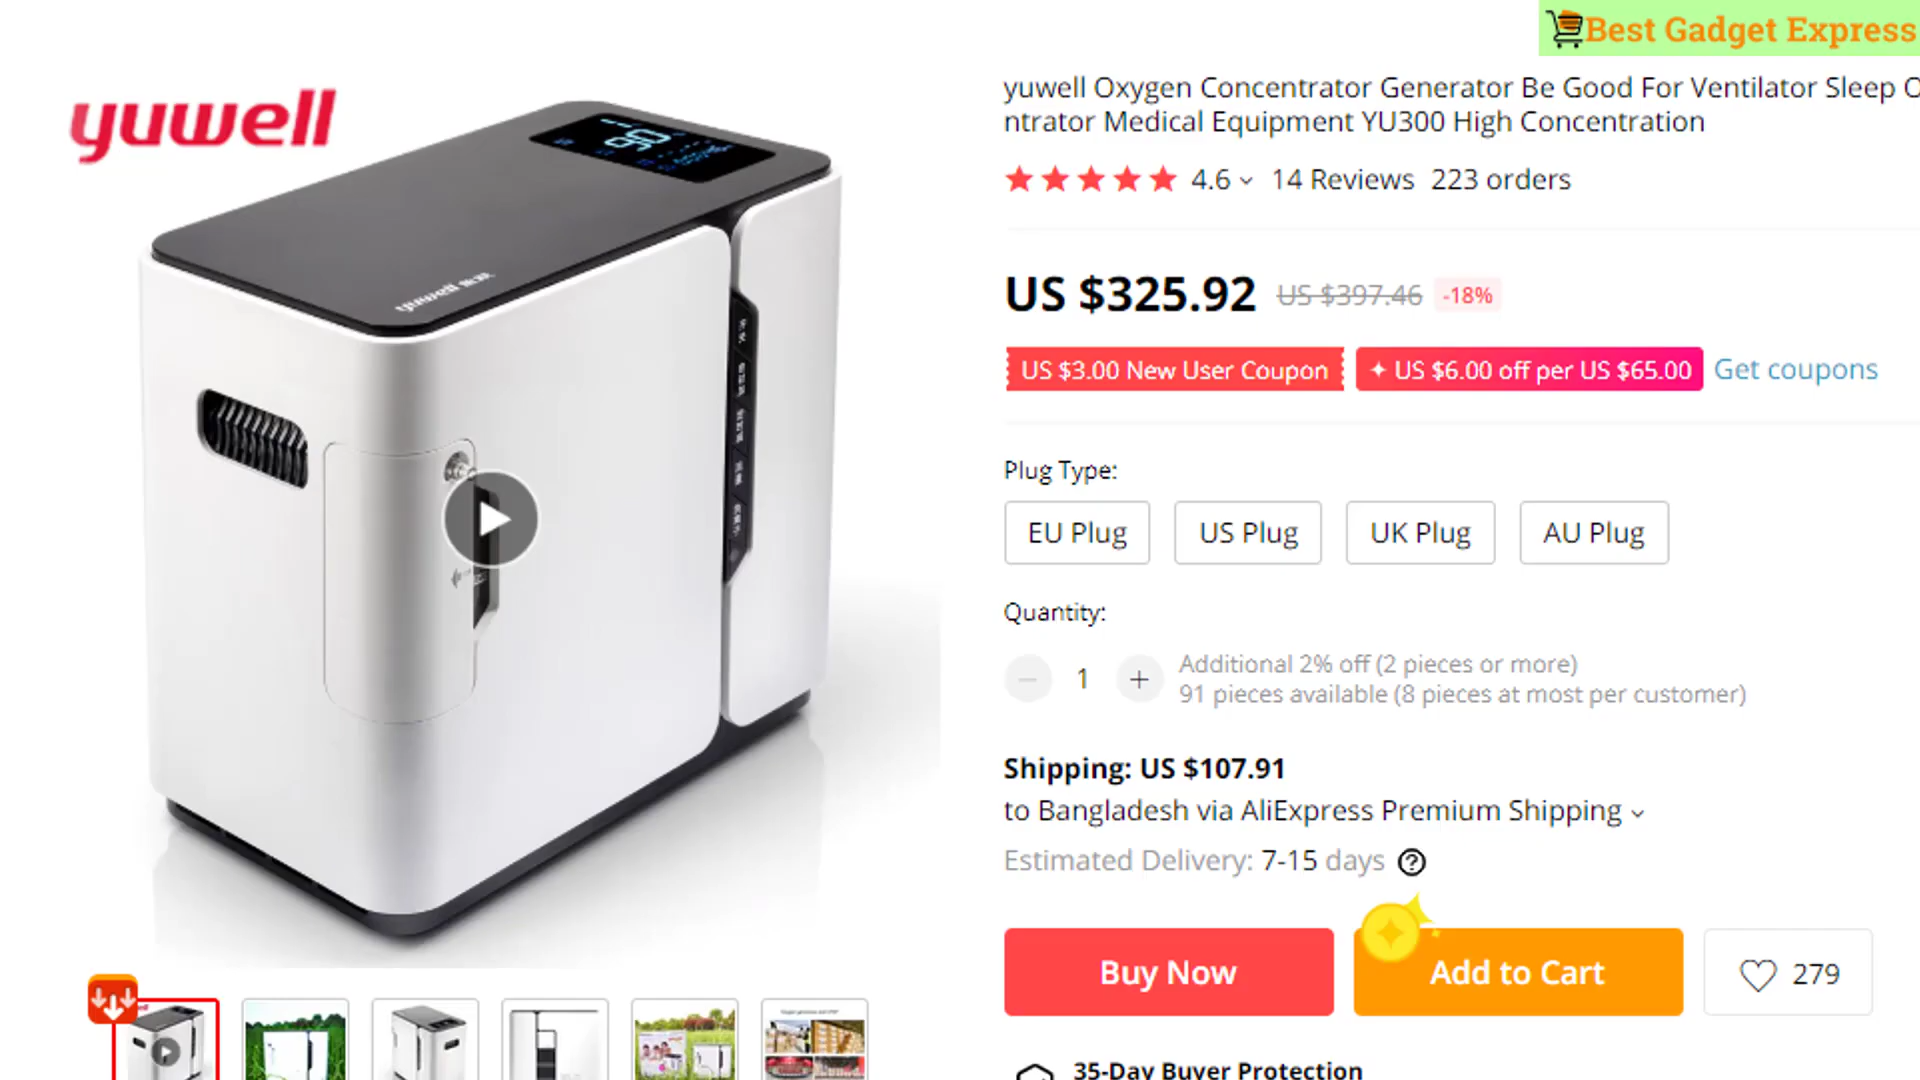 Best Gadget Express
yuwell
yuwell Oxygen Concentrator Generator Be Good For Ventilator Sleep
ntrator Medical Equipment YU300 High Concentration
4.6 14 Reviews 223 orders
US $325.92 US $397.46 -18%
US $3.00 New User Coupon US $6.00 off per US $65.00 Get coupons
Plug Type:
EU Plug US Plug UK Plug AU Plug
Quantity:
1
Additional 2% off (2 pieces or more)
91 pieces available (8 pieces at most per customer)
Shipping: US $107.91
to Bangladesh via AliExpress Premium Shipping
Estimated Delivery: 7-15 days
Buy Now Add to Cart 279
35-Day Buyer Protection
90
yuwell